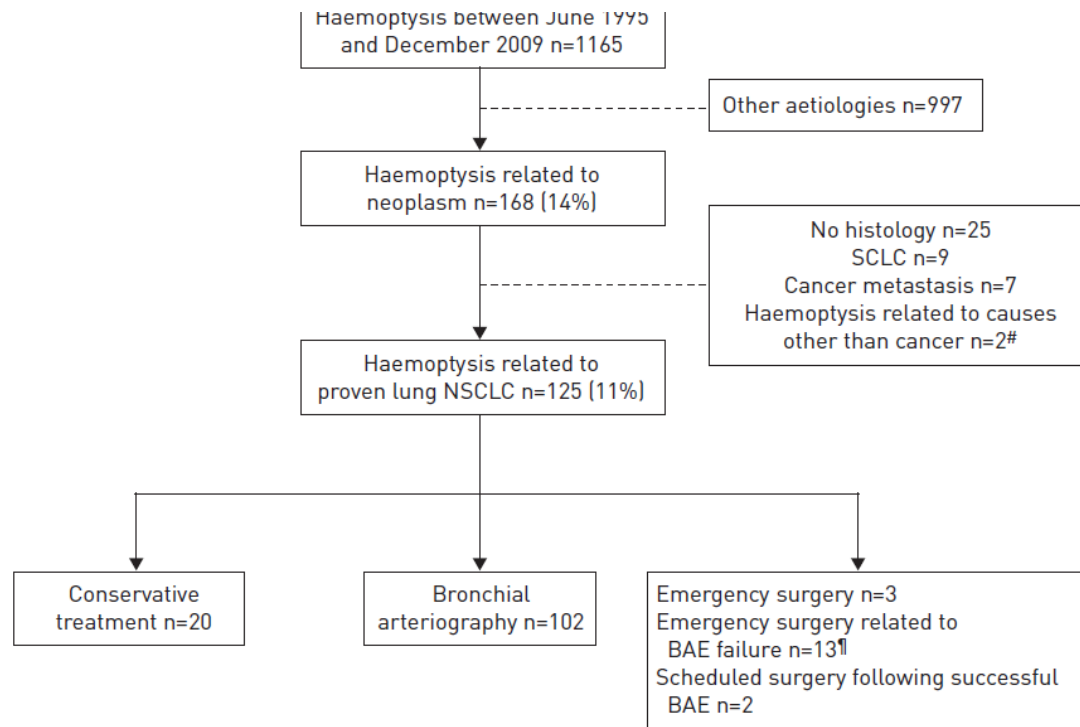 Haemoptysis between June 1995
and December 2009 n=1165
Other aetiologies n=997
Haemoptysis related to
neoplasm n=168 (14%)
No histology n=25
SCLC n=9
Cancer metastasis n=7
Haemoptysis related to causes
other than cancer n=2#
Haemoptysis related to
proven lung NSCLC n=125 (11%)
Conservative
treatment n=20
Bronchial
arteriography n=102
Emergency surgery n=3
Emergency surgery related to
BAE failure n=13¶
Scheduled surgery following successful
BAE n=2